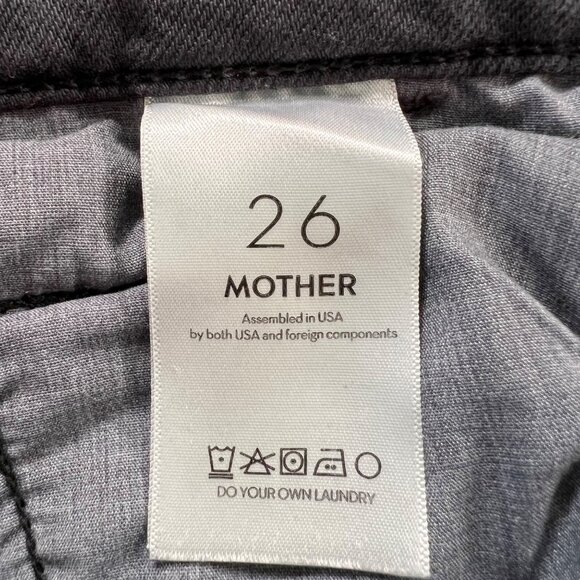 26
MOTHER
Assembled in USA
by both USA and foreign components
DO YOUR OWN LAUNDRY